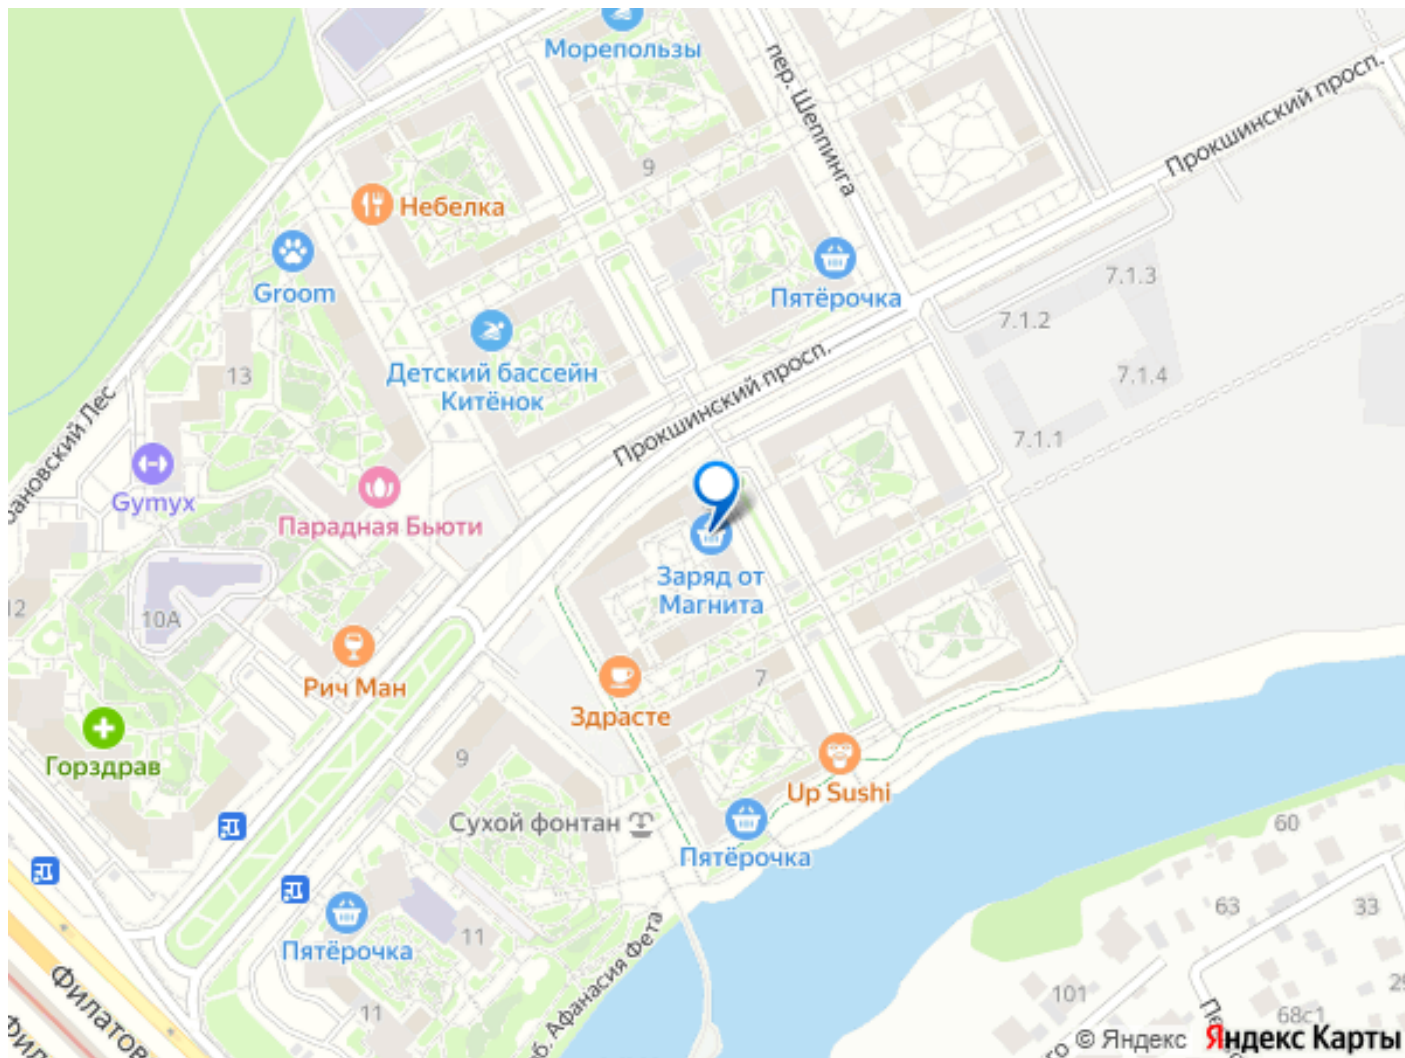 Морепользы
пер. Шеппинга
Прокшинский просп.
9
Небелка
Groom
Пятёрочка
7.1.3
7.1.2
Детский бассейн
Китёнок
13
Прокшинский просп.
7.1.4
7.1.1
Лес
Gymyx
Парадная Бьюти
Заряд от
Магнита
12
10А
Рич Ман
7
Здрасте
Горздрав
9
Up Sushi
Сухой фонтан
60
Пятёрочка
63
33
Пятёрочка
11
Афанасия Фета
11
101
68с1
© Яндекс
Яндекс Карты